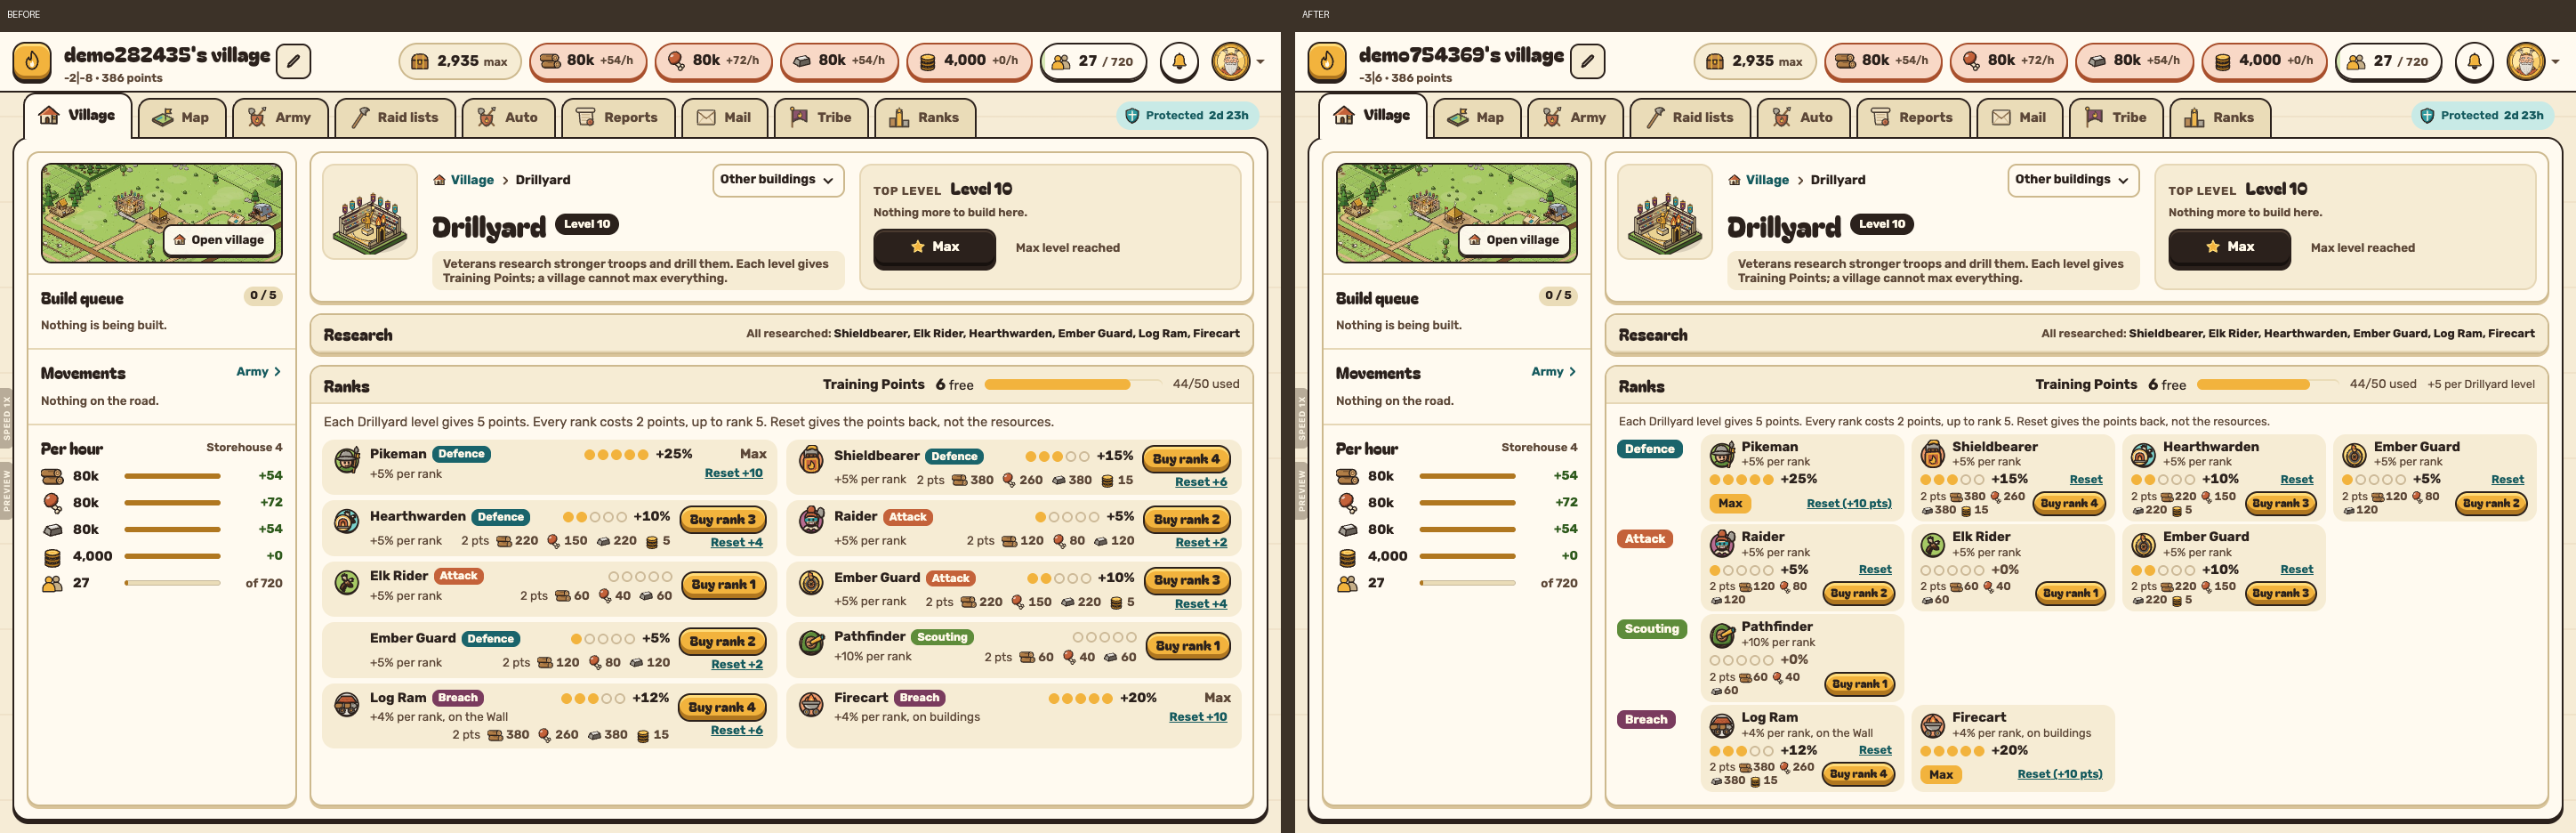 BEFORE
demo282435's village
-2|-8 • 386 points
2,935 max
80k +54/h
80k +72/h
80k +54/h
4,000 +0/h
27 / 720
Village
Map
Army
Raid lists
Auto
Reports
Mail
Tribe
Ranks
Protected 2d 23h
Open village
Build queue 0 / 5
Nothing is being built.
Movements Army
Nothing on the road.
Per hour Storehouse 4
80k +54
80k +72
80k +54
4,000 +0
27 of 720
SPEED 1X
PREVIEW
Village > Drillyard
Other buildings
Drillyard Level 10
Veterans research stronger troops and drill them. Each level gives
Training Points; a village cannot max everything.
TOP LEVEL Level 10
Nothing more to build here.
Max Max level reached
Research All researched: Shieldbearer, Elk Rider, Hearthwarden, Ember Guard, Log Ram, Firecart
Ranks Training Points 6 free 44/50 used
Each Drillyard level gives 5 points. Every rank costs 2 points, up to rank 5. Reset gives the points back, not the resources.
Pikeman Defence +25% Max
+5% per rank Reset +10
Shieldbearer Defence +15% Buy rank 4
+5% per rank 2 pts 380 260 380 15 Reset +6
Hearthwarden Defence +10% Buy rank 3
+5% per rank 2 pts 220 150 220 5 Reset +4
Raider Attack +5% Buy rank 2
+5% per rank 2 pts 120 80 120 Reset +2
Elk Rider Attack Buy rank 1
+5% per rank 2 pts 60 40 60
Ember Guard Attack +10% Buy rank 3
+5% per rank 2 pts 220 150 220 5 Reset +4
Ember Guard Defence +5% Buy rank 2
+5% per rank 2 pts 120 80 120 Reset +2
Pathfinder Scouting Buy rank 1
+10% per rank 2 pts 60 40 60
Log Ram Breach +12% Buy rank 4
+4% per rank, on the Wall
2 pts 380 260 380 15 Reset +6
Firecart Breach +20% Max
+4% per rank, on buildings Reset +10
AFTER
demo754369's village
-3|6 • 386 points
2,935 max
80k +54/h
80k +72/h
80k +54/h
4,000 +0/h
27 / 720
Village
Map
Army
Raid lists
Auto
Reports
Mail
Tribe
Ranks
Protected 2d 23h
Open village
Build queue 0 / 5
Nothing is being built.
Movements Army
Nothing on the road.
Per hour Storehouse 4
80k +54
80k +72
80k +54
4,000 +0
27 of 720
SPEED 1X
PREVIEW
Village > Drillyard
Other buildings
Drillyard Level 10
Veterans research stronger troops and drill them. Each level gives
Training Points; a village cannot max everything.
TOP LEVEL Level 10
Nothing more to build here.
Max Max level reached
Research All researched: Shieldbearer, Elk Rider, Hearthwarden, Ember Guard, Log Ram, Firecart
Ranks Training Points 6 free 44/50 used +5 per Drillyard level
Each Drillyard level gives 5 points. Every rank costs 2 points, up to rank 5. Reset gives the points back, not the resources.
Defence
Pikeman
+5% per rank
+25%
Max Reset (+10 pts)
Shieldbearer
+5% per rank
+15% Reset
2 pts 380 260
380 15
Buy rank 4
Hearthwarden
+5% per rank
+10% Reset
2 pts 220 150
220 5
Buy rank 3
Ember Guard
+5% per rank
+5% Reset
2 pts 120 80
120
Buy rank 2
Attack
Raider
+5% per rank
+5% Reset
2 pts 120 80
120
Buy rank 2
Elk Rider
+5% per rank
+0%
2 pts 60 40
60
Buy rank 1
Ember Guard
+5% per rank
+10% Reset
2 pts 220 150
220 5
Buy rank 3
Scouting
Pathfinder
+10% per rank
+0%
2 pts 60 40
60
Buy rank 1
Breach
Log Ram
+4% per rank, on the Wall
+12% Reset
2 pts 380 260
380 15
Buy rank 4
Firecart
+4% per rank, on buildings
+20%
Max Reset (+10 pts)